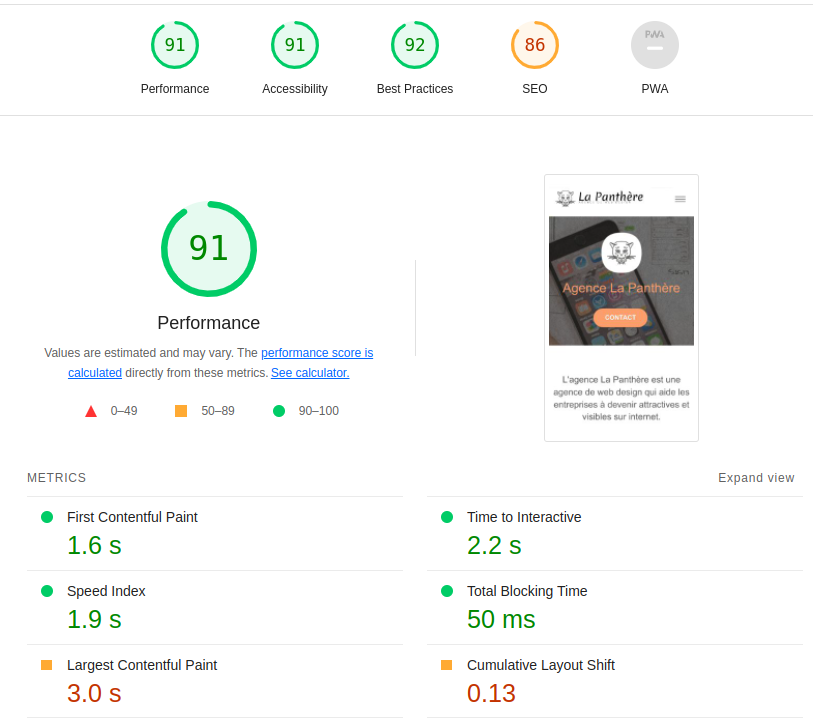 91
91
92
86
PWA
Performance
Accessibility
Best Practices
SEO
PWA
91
Performance
Values are estimated and may vary. The performance score is
calculated directly from these metrics. See calculator.
0–49
50–89
90–100
La Panthère
Agence La Panthère
CONTACT
L'agence La Panthère est une
agence de web design qui aide les
entreprises à devenir attractives et
visibles sur internet.
METRICS
Expand view
First Contentful Paint
1.6 s
Time to Interactive
2.2 s
Speed Index
1.9 s
Total Blocking Time
50 ms
Largest Contentful Paint
3.0 s
Cumulative Layout Shift
0.13